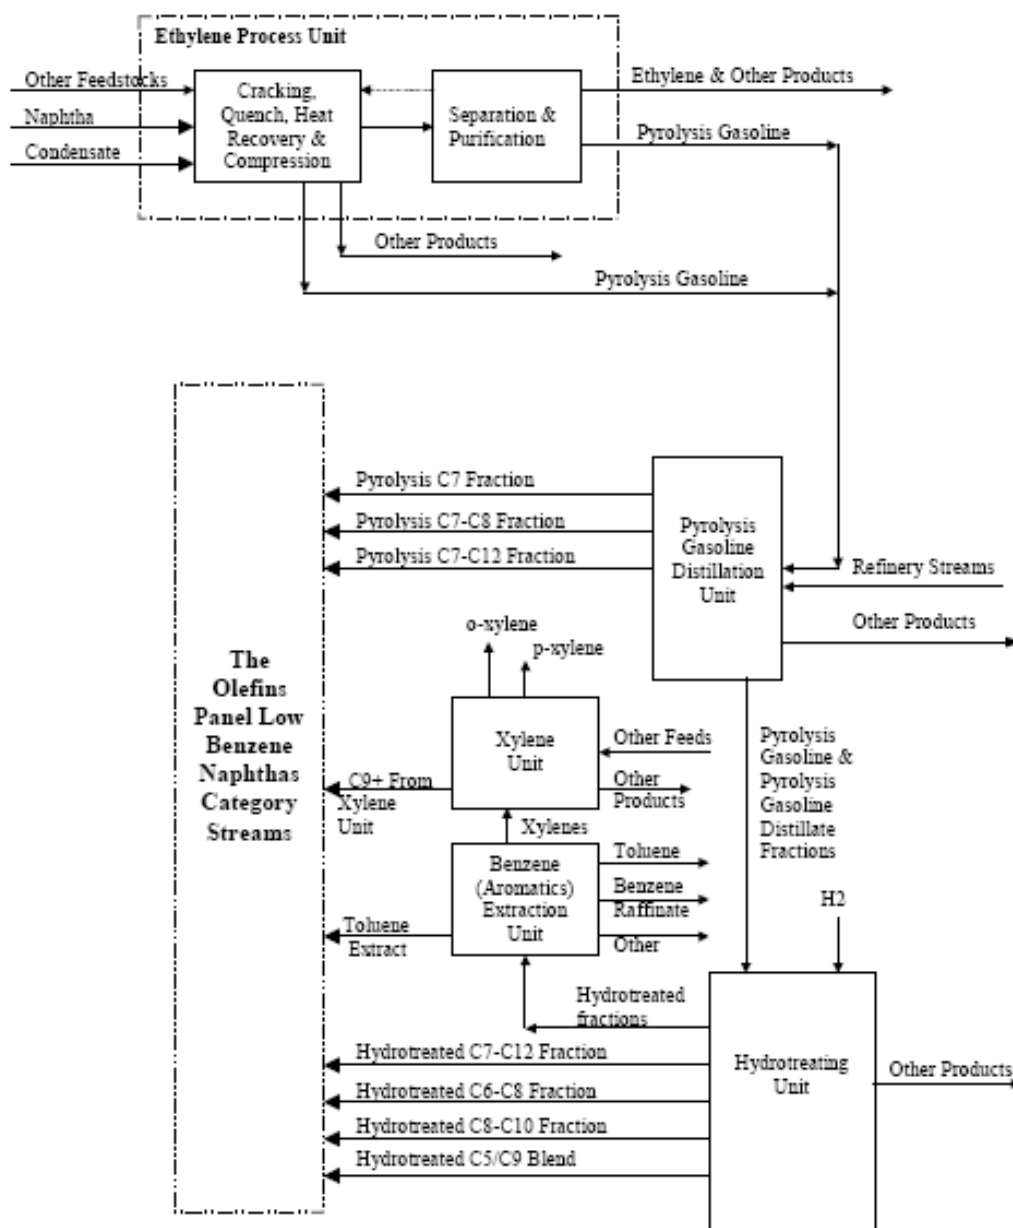 Ethylene Process Unit
Other Feedstocks
Naphtha
Condensate
Cracking,
Quench, Heat
Recovery &
Compression
Separation &
Purification
Ethylene & Other Products
Pyrolysis Gasoline
Other Products
Pyrolysis Gasoline
Pyrolysis C7 Fraction
Pyrolysis C7-C8 Fraction
Pyrolysis C7-C12 Fraction
Pyrolysis
Gasoline
Distillation
Unit
Refinery Streams
Other Products
o-xylene
p-xylene
The
Olefins
Panel Low
Benzene
Naphthas
Category
Streams
Xylene
Unit
Other Feeds
Other
Products
C9+ From
Xylene
Unit
Xylenes
Pyrolysis
Gasoline &
Pyrolysis
Gasoline
Distillate
Fractions
Benzene
(Aromatics)
Extraction
Unit
Toluene
Benzene
Raffinate
Other
Toluene
Extract
H2
Hydrotreated
fractions
Hydrotreated C7-C12 Fraction
Hydrotreated C6-C8 Fraction
Hydrotreated C8-C10 Fraction
Hydrotreated C5/C9 Blend
Hydrotreating
Unit
Other Products